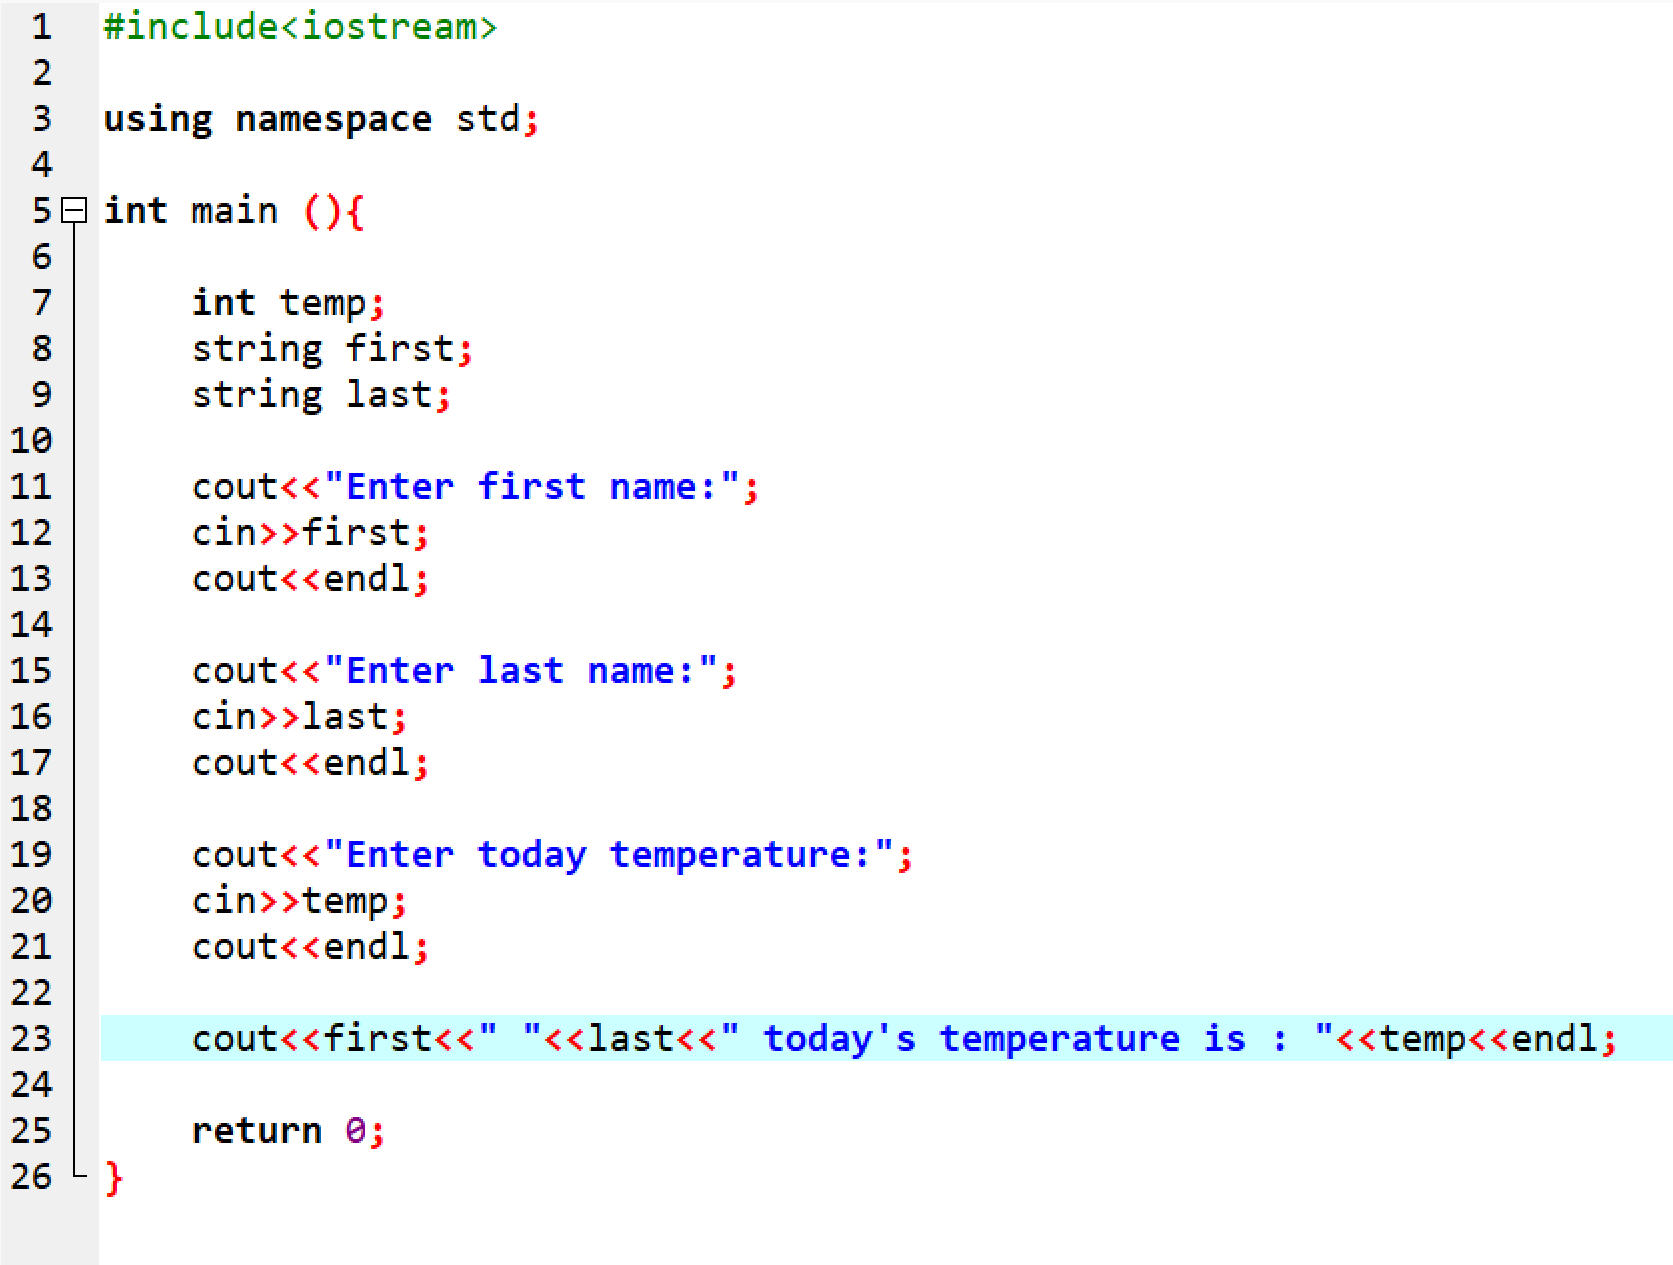 1 #include<iostream>
2
3 using namespace std;
4
5 int main (){
6
7 int temp;
8 string first;
9 string last;
10
11 cout<<"Enter first name:";
12 cin>>first;
13 cout<<endl;
14
15 cout<<"Enter last name:";
16 cin>>last;
17 cout<<endl;
18
19 cout<<"Enter today temperature:";
20 cin>>temp;
21 cout<<endl;
22
23 cout<<first<<" "<<last<<" today's temperature is : "<<temp<<endl;
24
25 return 0;
26 }